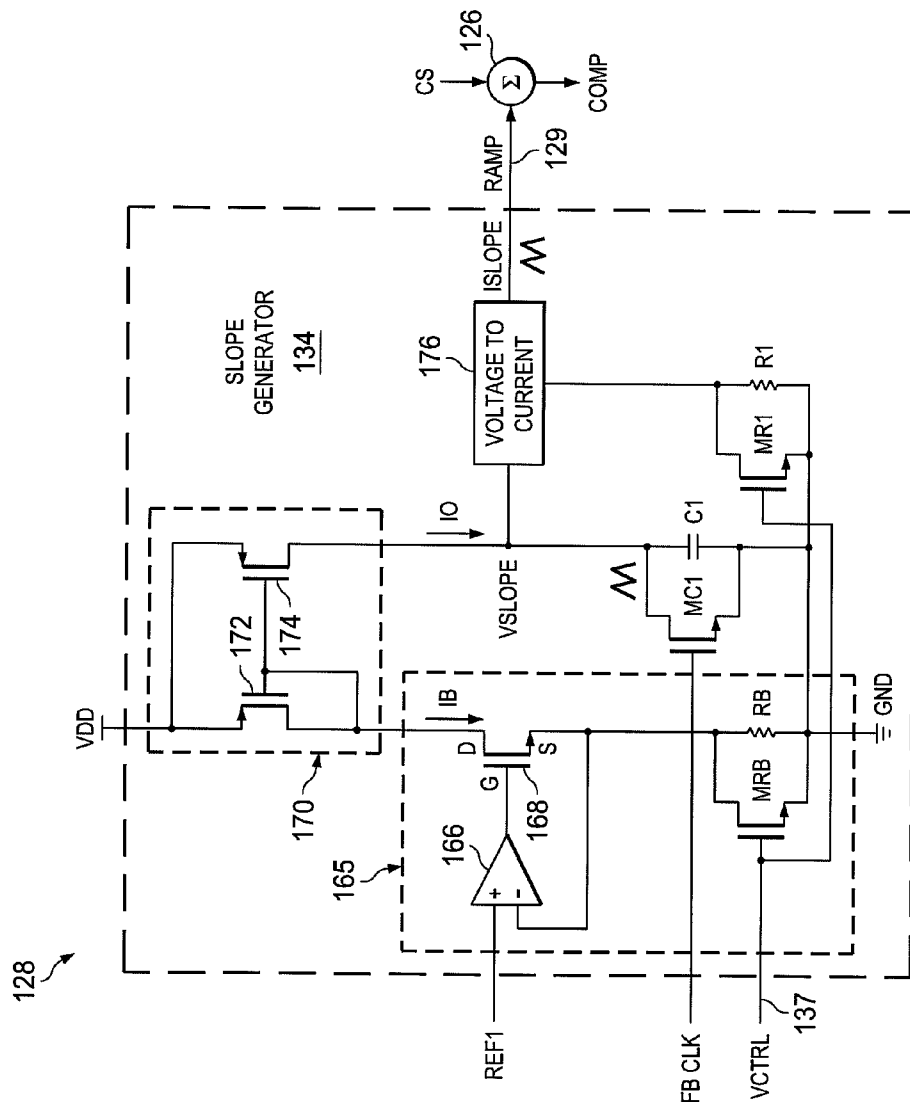 128
VDD
170
172
174
SLOPE
GENERATOR
134
165
166
+
-
G
D
S
168
IB
IO
VSLOPE
176
VOLTAGE TO
CURRENT
ISLOPE
RAMP
129
CS
126
Σ
COMP
REF1
FB CLK
VCTRL
137
MRB
RB
GND
MC1
C1
MR1
R1